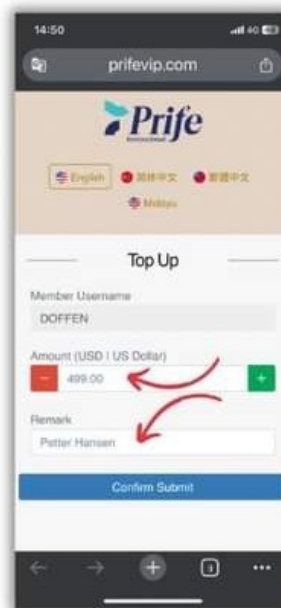 14:50
4G
prifevip.com
Prife
English 简体中文 繁體中文
Melayu
Top Up
Member Username
DOFFEN
Amount (USD | US Dollar)
− 499.00 +
Remark
Petter Hansen
Confirm Submit